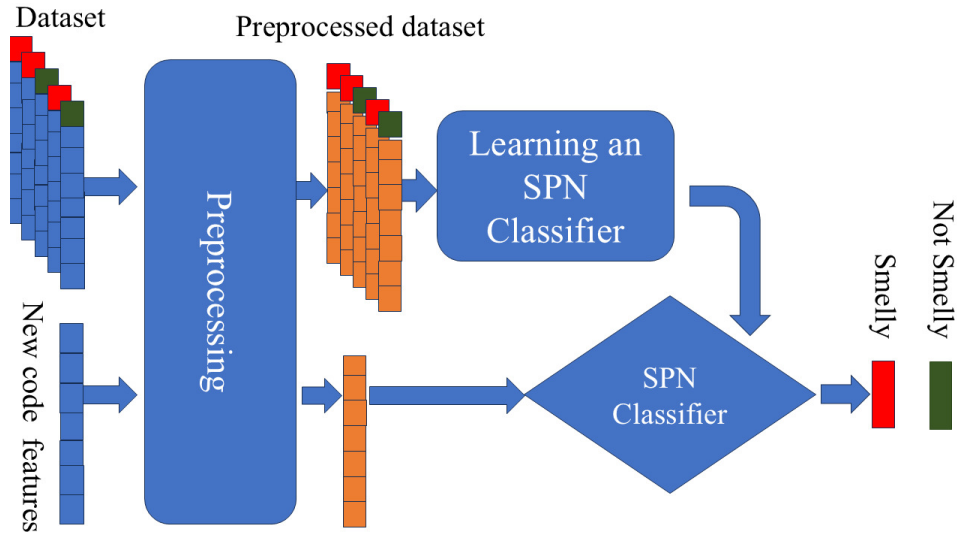 Dataset
Preprocessed dataset
Preprocessing
Learning an
SPN
Classifier
New code features
SPN
Classifier
Smelly
Not Smelly